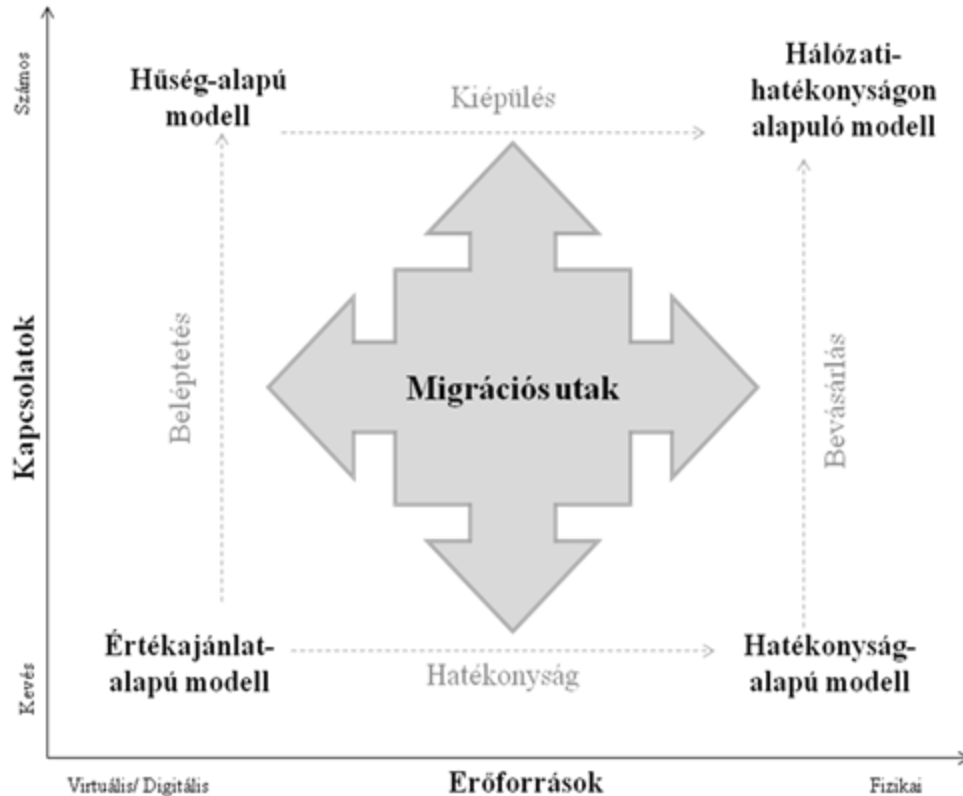 Számos
Hűség-alapú
modell
Kiépülés
Hálózati-
hatékonyságon
alapuló modell
Kapcsolatok
Beléptetés
Migrációs utak
Bevásárlás
Értékajánlat-
alapú modell
Hatékonyság
Hatékonyság-
alapú modell
Kevés
Virtuális/ Digitális
Erőforrások
Fizikai